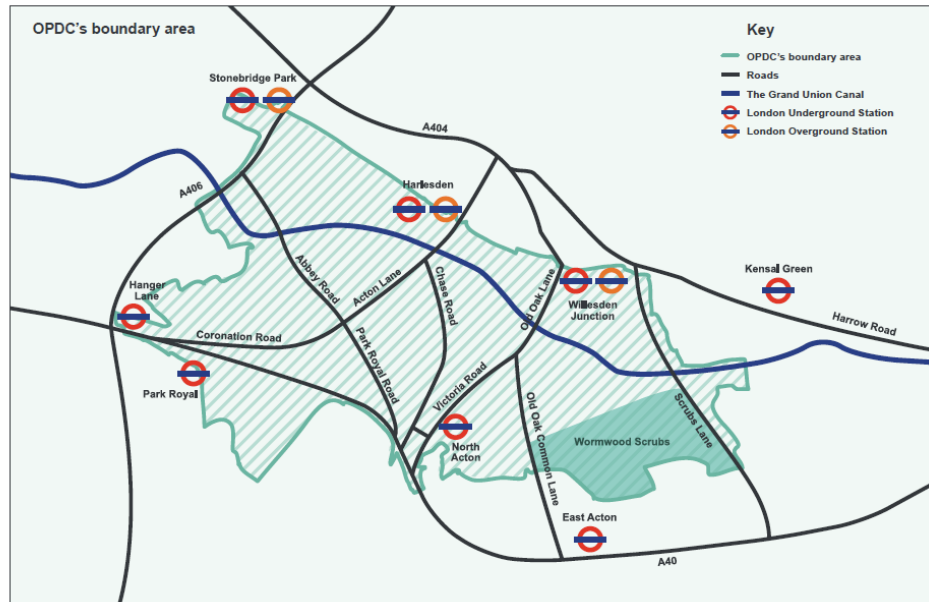 OPDC's boundary area
Key
OPDC's boundary area
Roads
The Grand Union Canal
London Underground Station
London Overground Station
Stonebridge Park
A404
A406
Harlesden
Hanger
Lane
Abbey Road
Acton Lane
Chase Road
Old Oak Lane
Willesden
Junction
Kensal Green
Harrow Road
Coronation Road
Park Royal
Park Royal Road
Victoria Road
North
Acton
Old Oak Common Lane
Wormwood Scrubs
Scrubs Lane
East Acton
A40